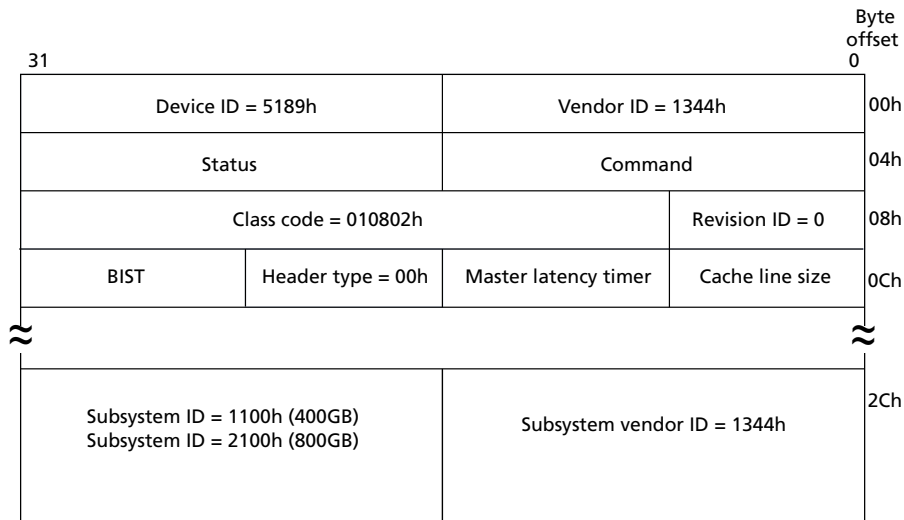 Byte
offset
31 0
Device ID = 5189h Vendor ID = 1344h 00h
Status Command 04h
Class code = 010802h Revision ID = 0 08h
BIST Header type = 00h Master latency timer Cache line size 0Ch
≈ ≈
2Ch
Subsystem ID = 1100h (400GB)
Subsystem ID = 2100h (800GB)
Subsystem vendor ID = 1344h